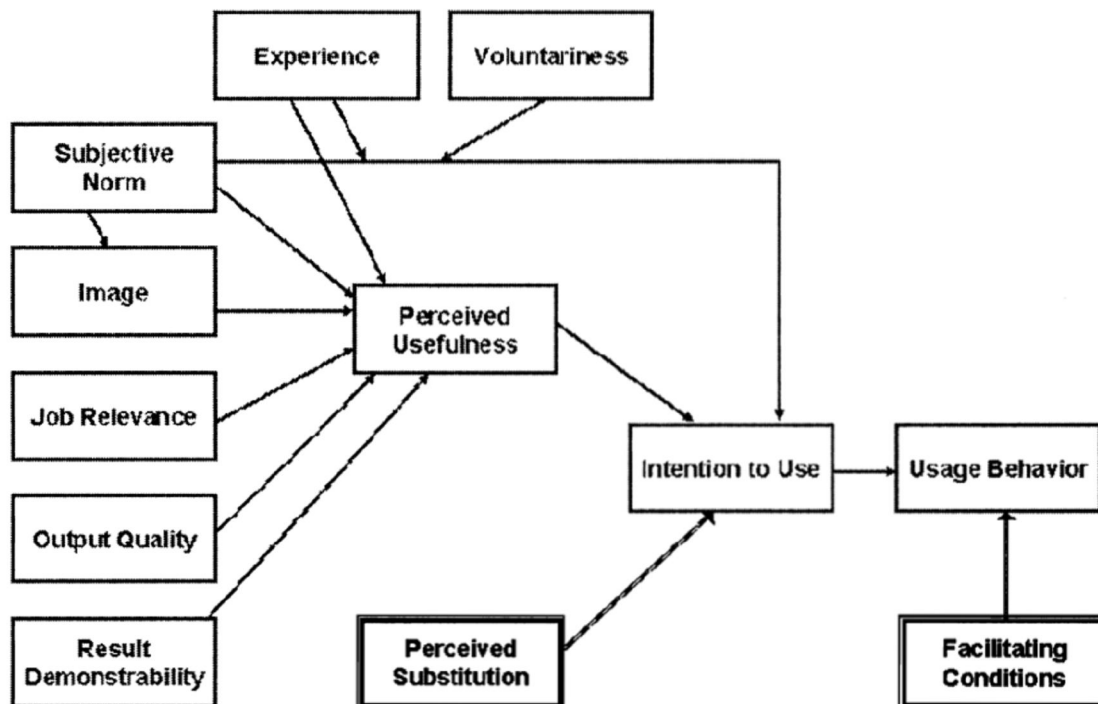 Experience
Voluntariness
Subjective
Norm
Image
Perceived
Usefulness
Job Relevance
Intention to Use
Usage Behavior
Output Quality
Result
Demonstrability
Perceived
Substitution
Facilitating
Conditions